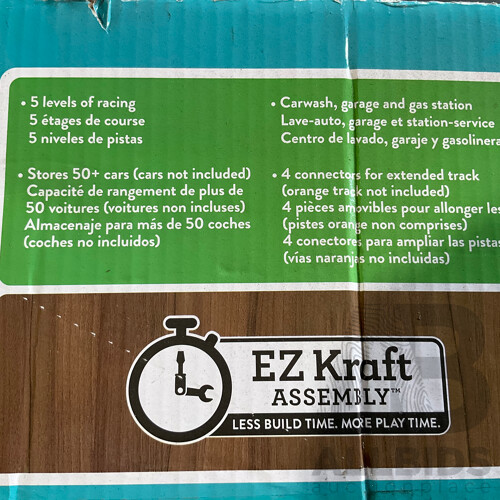 • 5 levels of racing
5 étages de course
5 niveles de pistas
• Stores 50+ cars (cars not included)
Capacité de rangement de plus de
50 voitures (voitures non incluses)
Almacenaje para más de 50 coches
(coches no incluidos)
• Carwash, garage and gas station
Lave-auto, garage et station-service
Centro de lavado, garaje y gasolinera
• 4 connectors for extended track
(orange track not included)
4 pièces amovibles pour allonger les
(pistes orange non comprises)
4 conectores para ampliar las pistas
(vías naranjas no incluidas)
EZ Kraft
ASSEMBLY™
LESS BUILD TIME. MORE PLAY TIME.
ALLBIDS